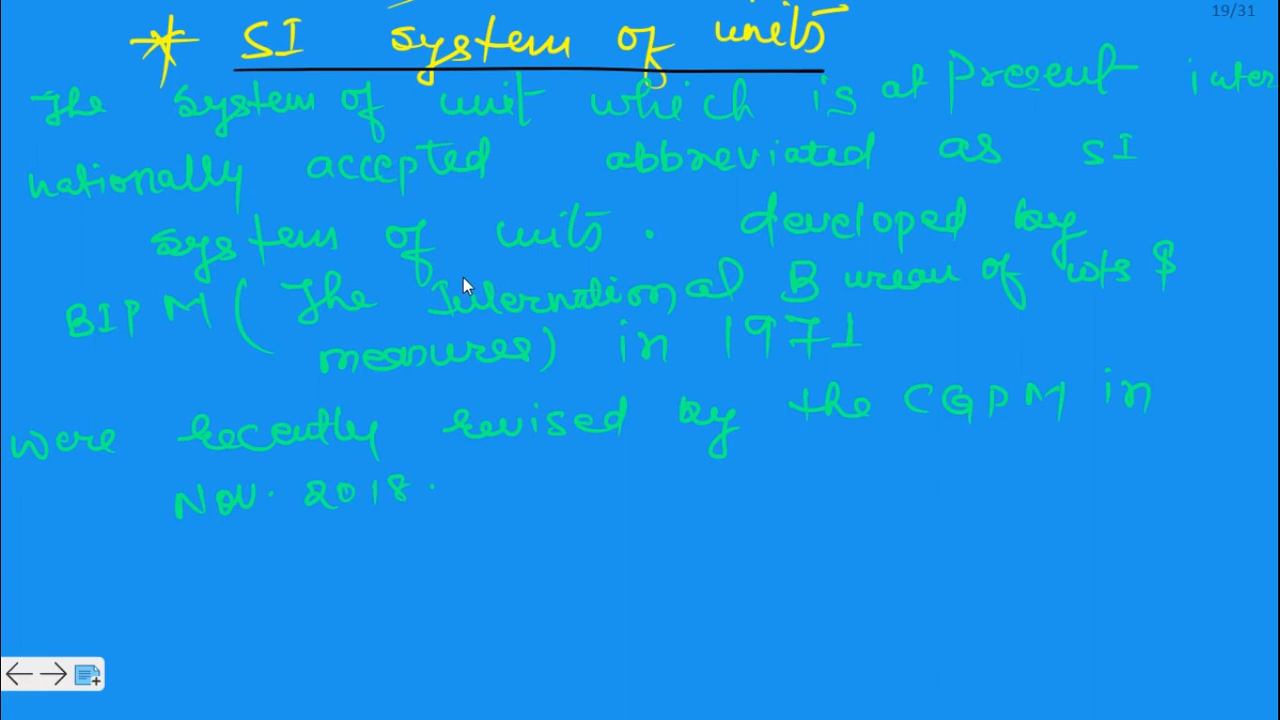 19/31
* SI system of units
The system of unit which is at present inter
nationally accepted abbreviated as SI
system of units. developed by
BIPM (The International Bureau of wts $
measures) in 1971
were recently revised by the CGPM in
Nov. 2018.